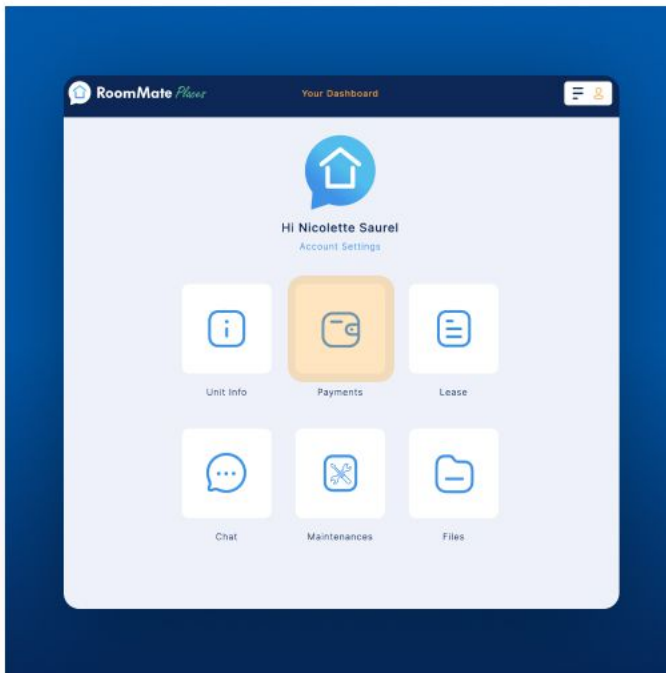 RoomMate Places
Your Dashboard
Hi Nicolette Saurel
Account Settings
Unit Info
Payments
Lease
Chat
Maintenances
Files